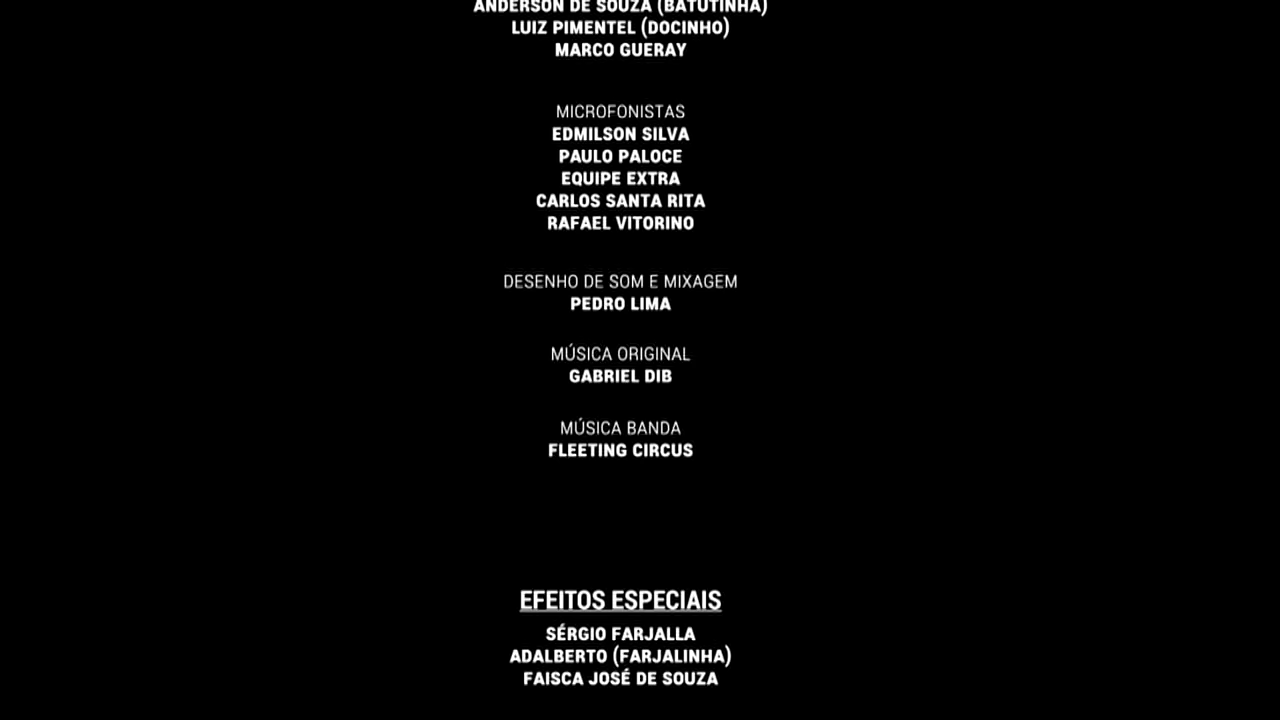 ANDERSON DE SOUZA (BATUTINHA)
LUIZ PIMENTEL (DOCINHO)
MARCO GUERAY
MICROFONISTAS
EDMILSON SILVA
PAULO PALOCE
EQUIPE EXTRA
CARLOS SANTA RITA
RAFAEL VITORINO
DESENHO DE SOM E MIXAGEM
PEDRO LIMA
MÚSICA ORIGINAL
GABRIEL DIB
MÚSICA BANDA
FLEETING CIRCUS
EFEITOS ESPECIAIS
SÉRGIO FARJALLA
ADALBERTO (FARJALINHA)
FAISCA JOSÉ DE SOUZA